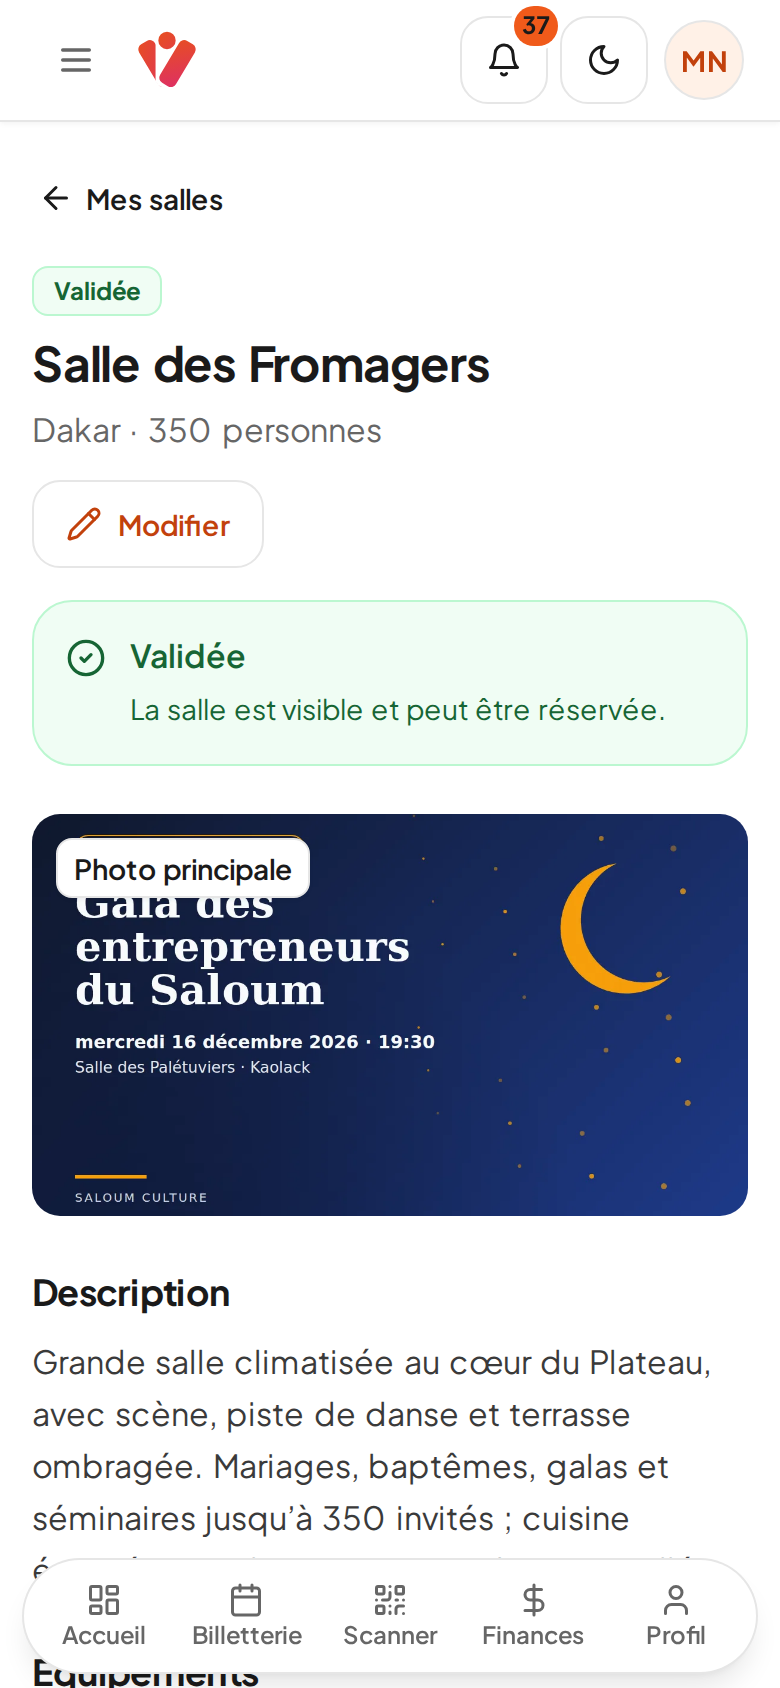 37
MN
Mes salles
Validée
Salle des Fromagers
Dakar · 350 personnes
Modifier
Validée
La salle est visible et peut être réservée.
Photo principale
Gala des
entrepreneurs
du Saloum
mercredi 16 décembre 2026 · 19:30
Salle des Palétuviers · Kaolack
SALOUM CULTURE
Description
Grande salle climatisée au cœur du Plateau,
avec scène, piste de danse et terrasse
ombragée. Mariages, baptêmes, galas et
séminaires jusqu’à 350 invités ; cuisine
Accueil
Billetterie
Scanner
Finances
Profil
Équipements